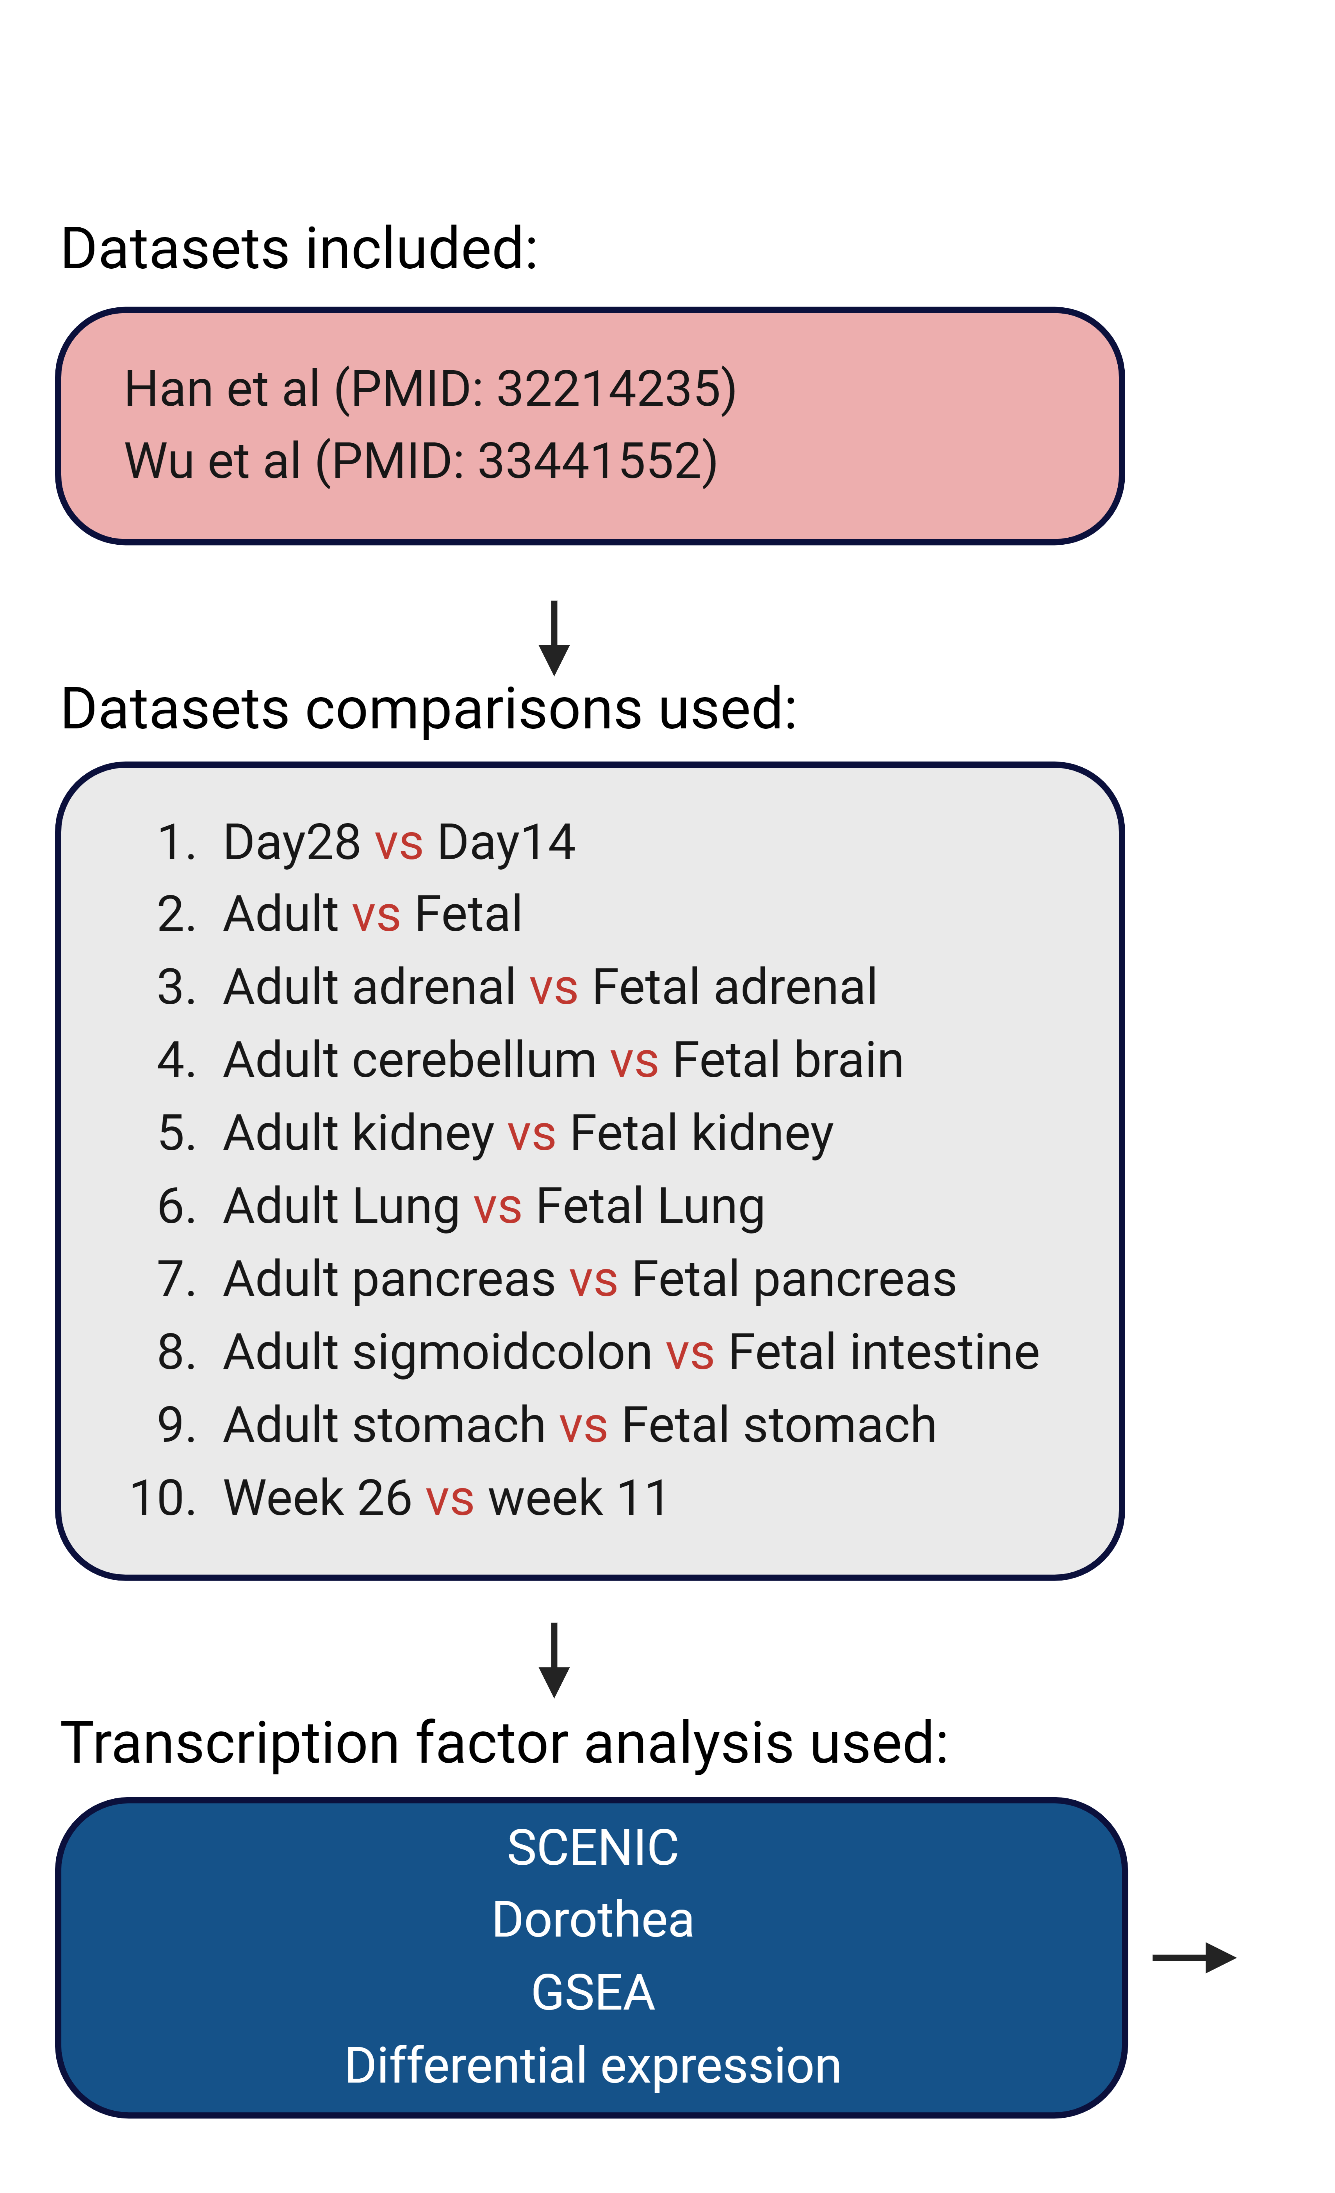 Datasets included:
Han et al (PMID: 32214235)
Wu et al (PMID: 33441552)
Datasets comparisons used:
1. Day28 vs Day14
2. Adult vs Fetal
3. Adult adrenal vs Fetal adrenal
4. Adult cerebellum vs Fetal brain
5. Adult kidney vs Fetal kidney
6. Adult Lung vs Fetal Lung
7. Adult pancreas vs Fetal pancreas
8. Adult sigmoidcolon vs Fetal intestine
9. Adult stomach vs Fetal stomach
10. Week 26 vs week 11
Transcription factor analysis used:
SCENIC
Dorothea
GSEA
Differential expression